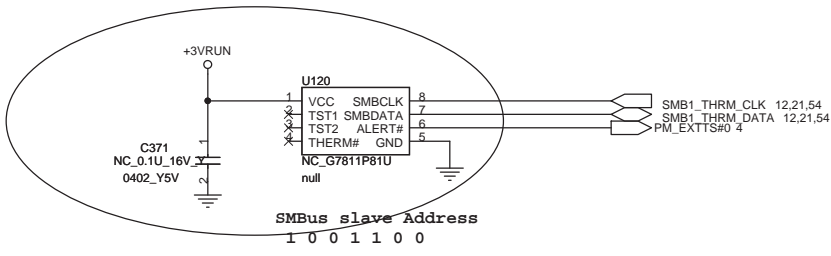 +3VRUN
U120
1 VCC SMBCLK 8
2 TST1 SMBDATA 7
3 TST2 ALERT# 6
4 THERM# GND 5
SMB1_THRM_CLK 12,21,54
SMB1_THRM_DATA 12,21,54
PM_EXTTS#0 4
1
C371
NC_0.1U_16V_Y
0402_Y5V
2
NC_G7811P81U
null
SMBus slave Address
1 0 0 1 1 0 0